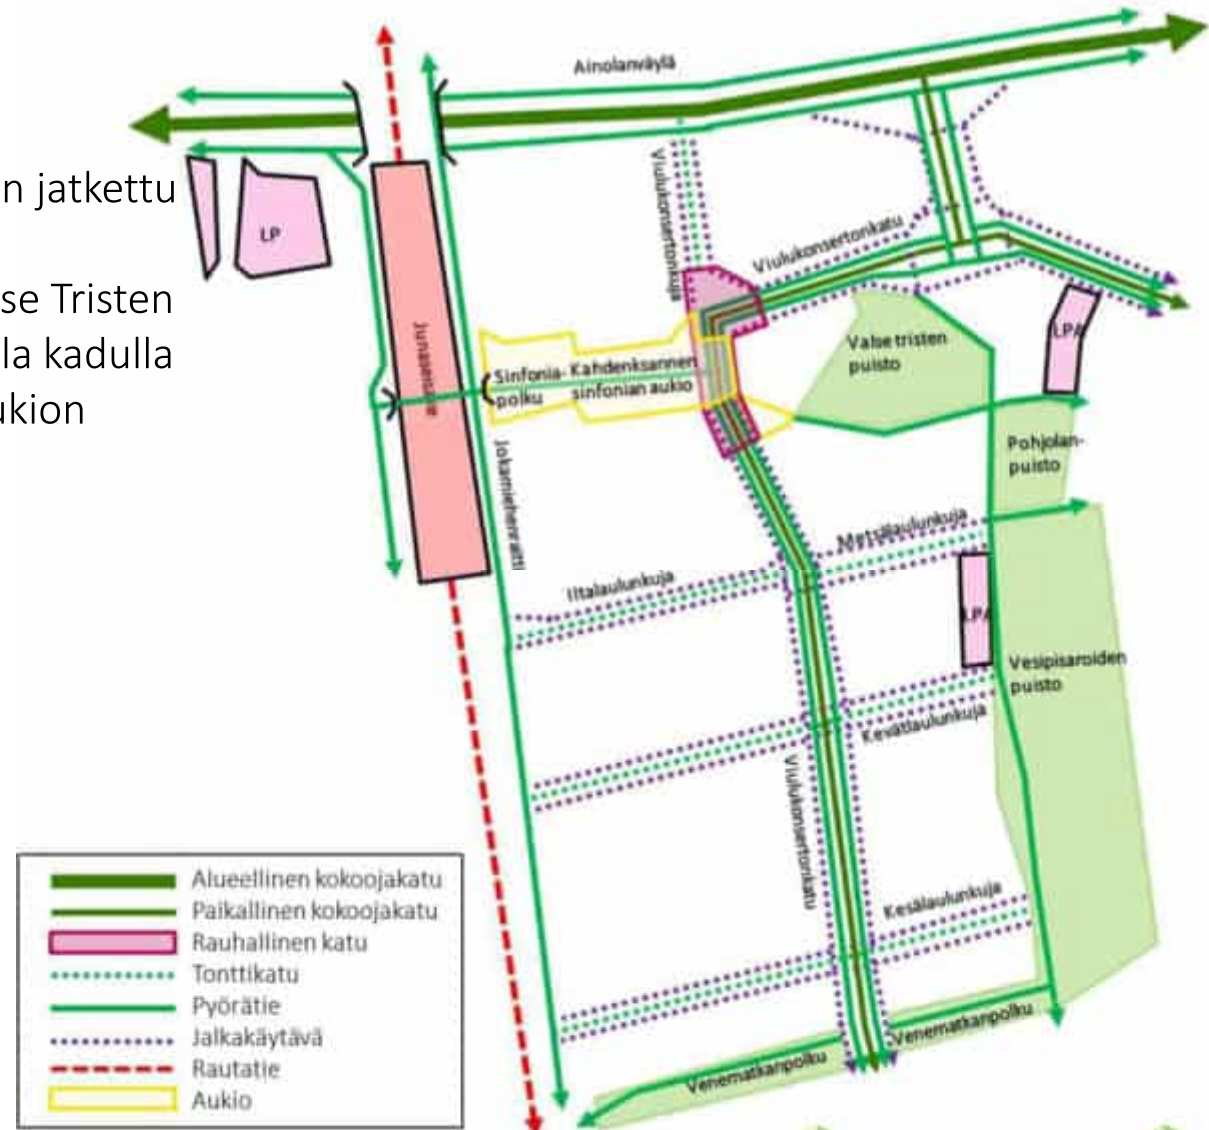 Ainolanväylä
n jatkettu
Viulukonsertonkuja
LP
Viulukonsertonkatu
se Tristen
LPA
Junaseisake
Valse tristen
puisto
la kadulla
Sinfonia-
polku
Kahdenksannen
sinfonian aukio
ukion
Jokamiehenraitti
Pohjolan-
puisto
Metsälaulunkuja
Iltalaulunkuja
LPA
Vesipisaroiden
puisto
Kevätlaulunkuja
Viulukonsertonkatu
Kesälaulunkuja
Venematkanpolku
Venematkanpolku
Alueellinen kokoojakatu
Paikallinen kokoojakatu
Rauhallinen katu
Tonttikatu
Pyörätie
Jalkakäytävä
Rautatie
Aukio